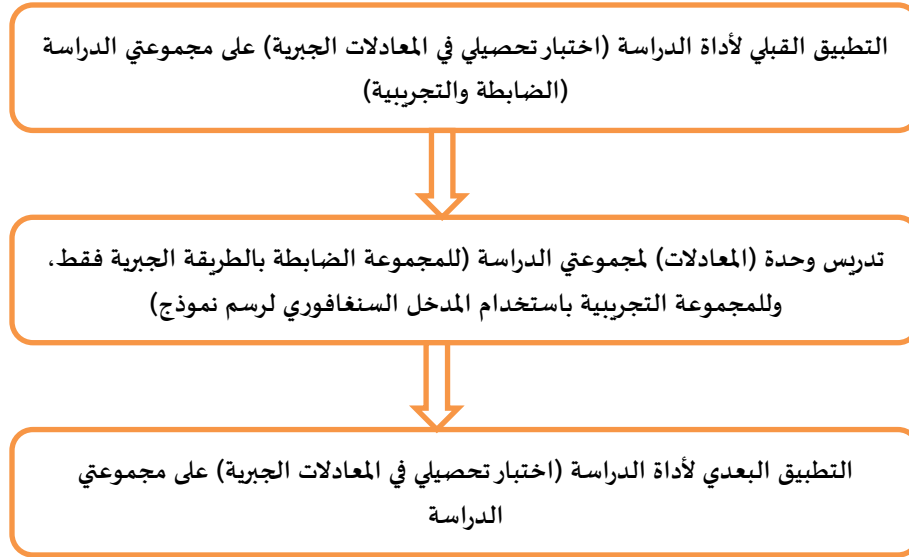 التطبيق القبلي لأداة الدراسة (اختبار تحصيلي في المعادلات الجبرية) على مجموعتي الدراسة
(الضابطة والتجريبية)
تدريس وحدة (المعادلات) لمجموعتي الدراسة (للمجموعة الضابطة بالطريقة الجبرية فقط،
وللمجموعة التجريبية باستخدام المدخل السنغافوري لرسم نموذج)
التطبيق البعدي لأداة الدراسة (اختبار تحصيلي في المعادلات الجبرية) على مجموعتي
الدراسة